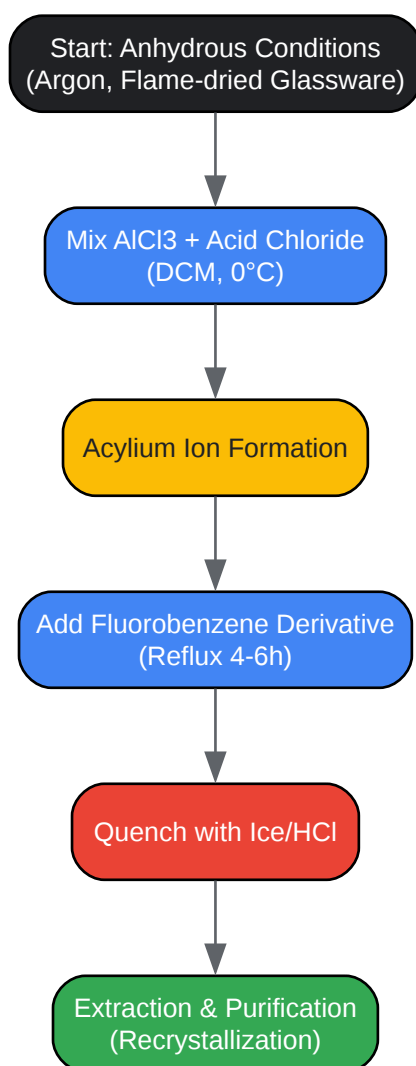 Start: Anhydrous Conditions
(Argon, Flame-dried Glassware)
Mix AlCl3 + Acid Chloride
(DCM, 0°C)
Acylium Ion Formation
Add Fluorobenzene Derivative
(Reflux 4-6h)
Quench with Ice/HCl
Extraction & Purification
(Recrystallization)